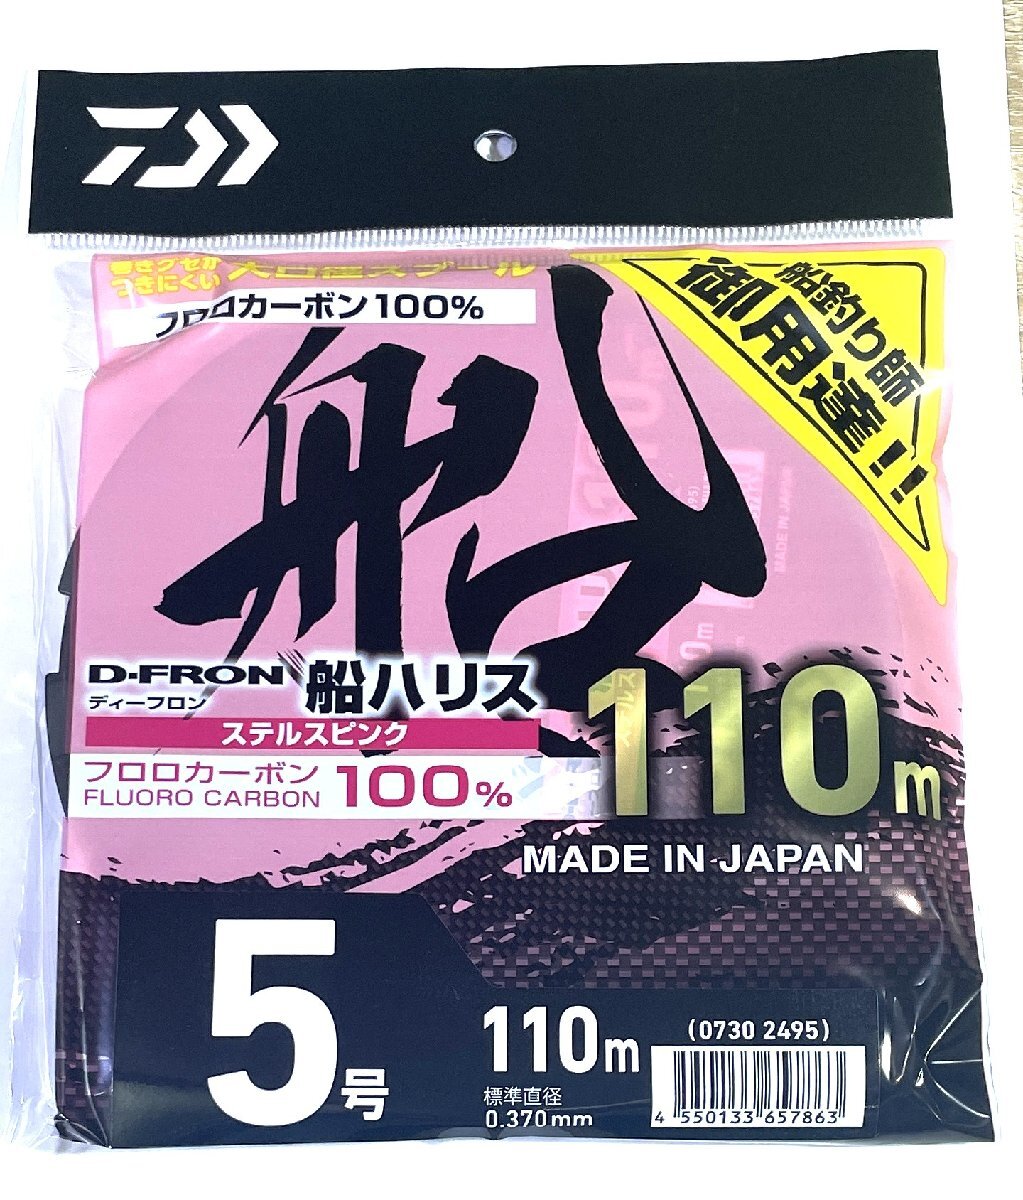 巻きグセが
つきにくい
大口径スプール
フロロカーボン100%
船釣り師
御用達!!
船
D-FRON
ディーフロン
船ハリス
110m
ステルスピンク
フロロカーボン
FLUORO CARBON
100%
MADE IN JAPAN
5号
110m
標準直径
0.370mm
(0730 2495)
4 550133 657863
MADE IN JAPAN